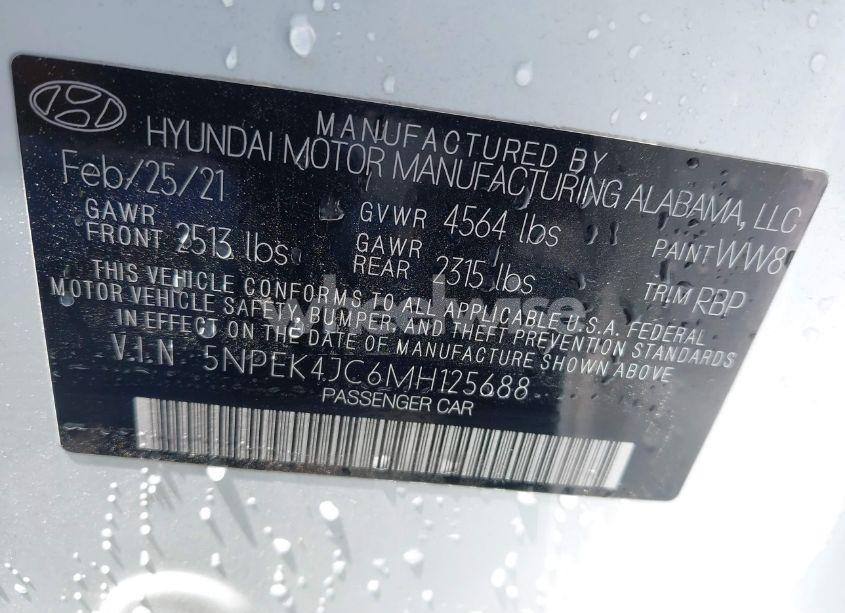 MANUFACTURED BY
HYUNDAI MOTOR MANUFACTURING ALABAMA, LLC
Feb/25/21
GAWR FRONT 2513 lbs
GVWR 4564 lbs
GAWR REAR 2315 lbs
PAINT WW8
TRIM RBP
THIS VEHICLE CONFORMS TO ALL APPLICABLE U.S.A. FEDERAL
MOTOR VEHICLE SAFETY, BUMPER, AND THEFT PREVENTION STANDARDS
IN EFFECT ON THE DATE OF MANUFACTURE SHOWN ABOVE
V.I.N 5NPEK4JC6MH125688
PASSENGER CAR